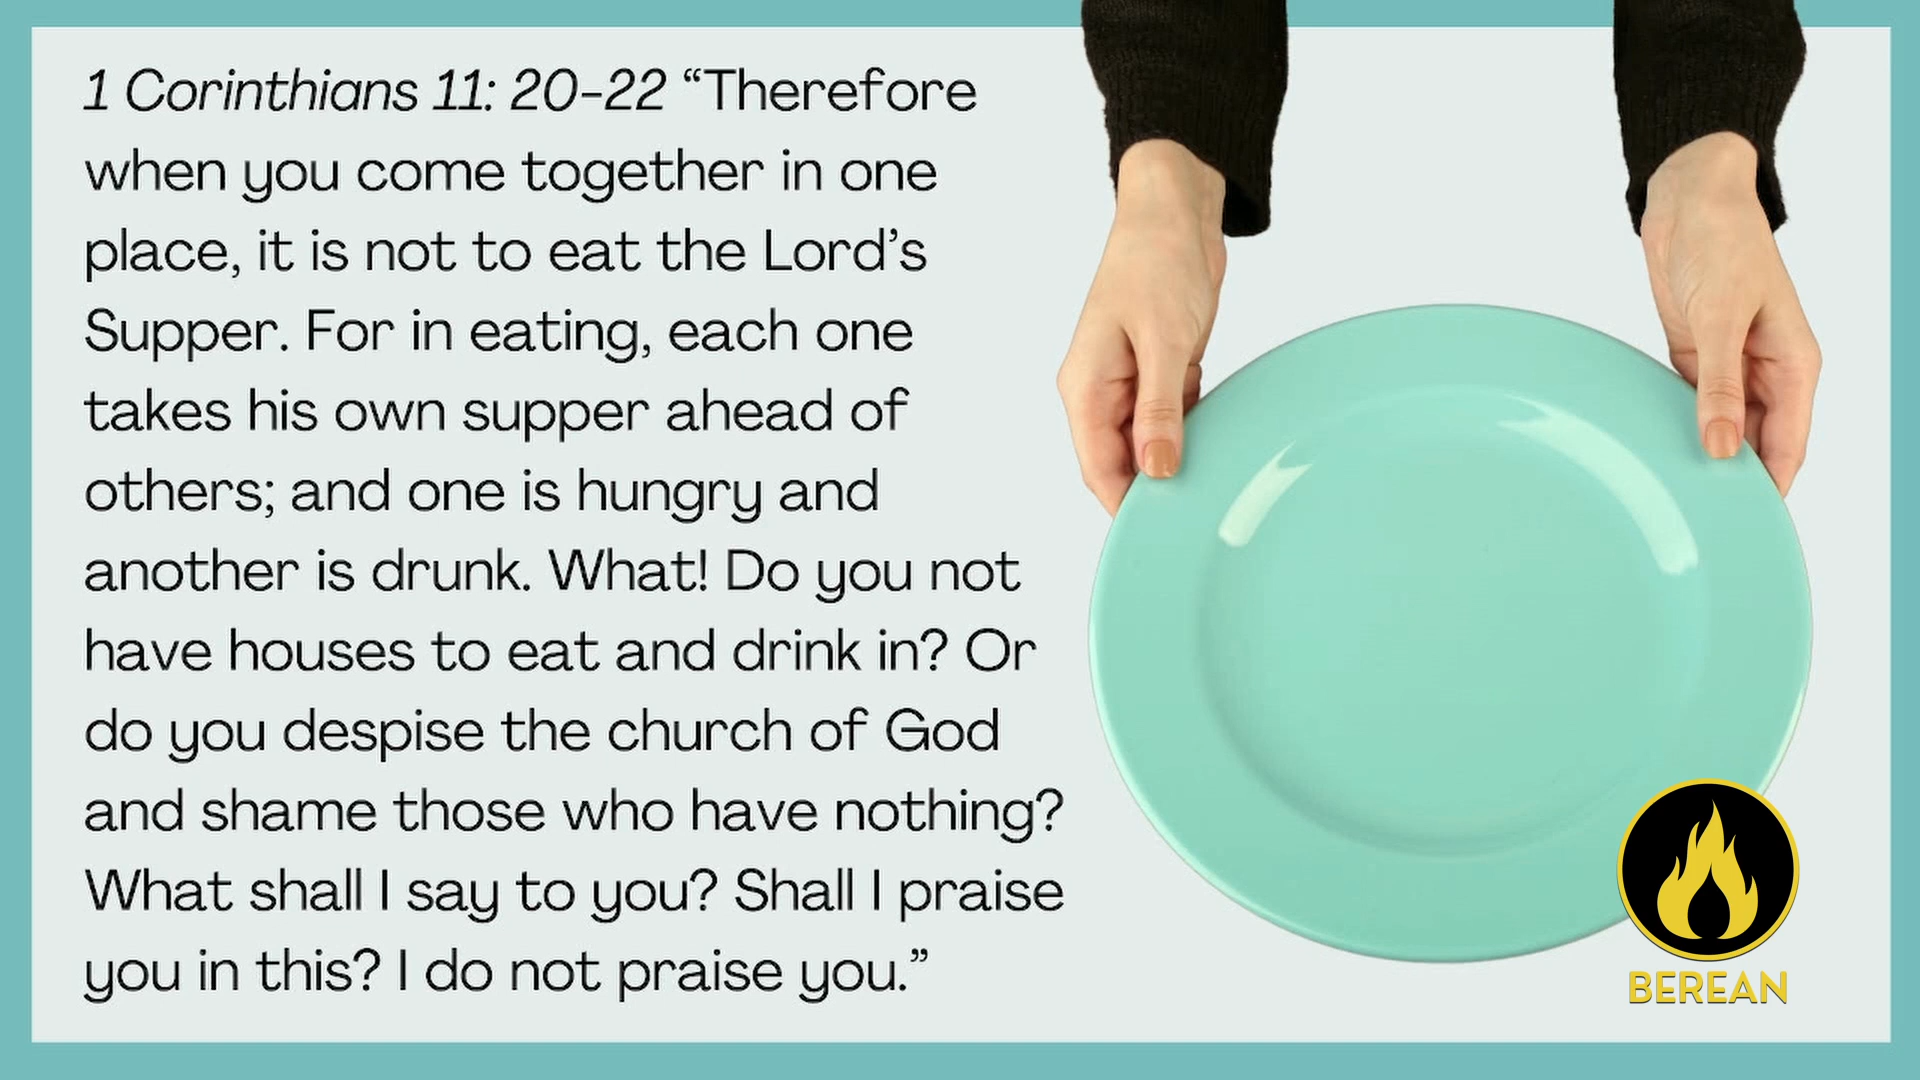 1 Corinthians 11: 20-22 “Therefore
when you come together in one
place, it is not to eat the Lord’s
Supper. For in eating, each one
takes his own supper ahead of
others; and one is hungry and
another is drunk. What! Do you not
have houses to eat and drink in? Or
do you despise the church of God
and shame those who have nothing?
What shall I say to you? Shall I praise
you in this? I do not praise you.”
BEREAN